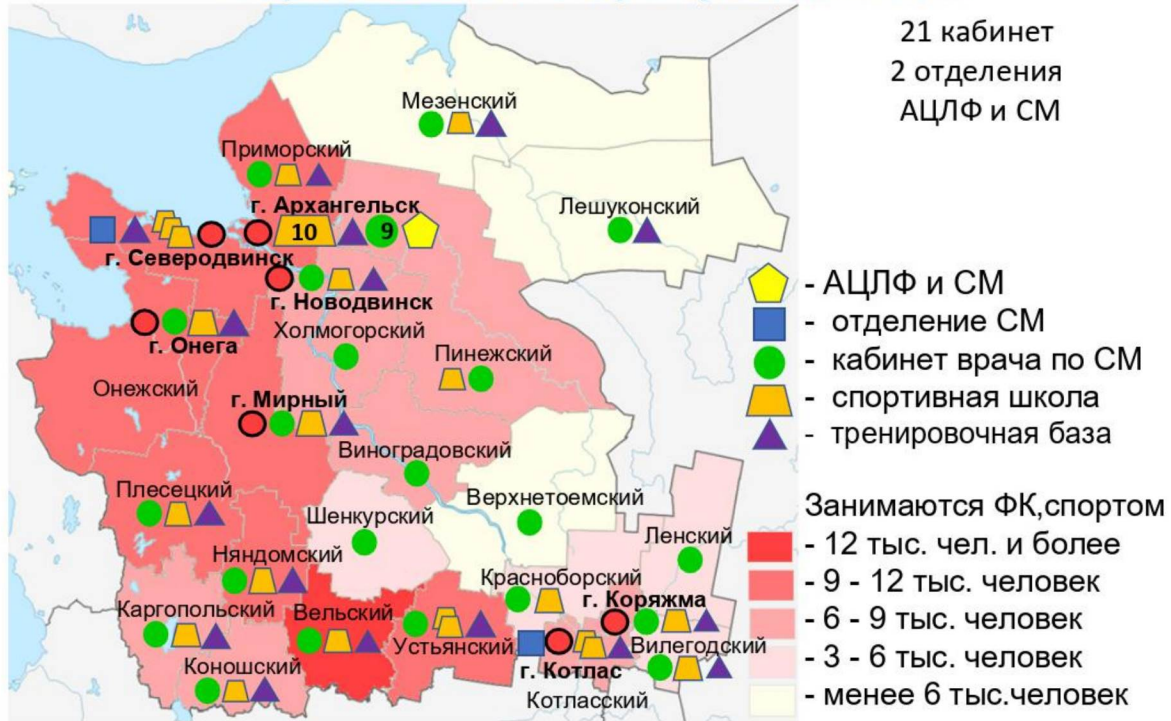 21 кабинет
2 отделения
АЦЛФ и СМ
Мезенский
Приморский
Лешуконский
г. Архангельск
10
9
г. Северодвинск
г. Новодвинск
г. Онега
Холмогорский
Пинежский
Онежский
г. Мирный
Виноградовский
Плесецкий
Верхнетоемский
Шенкурский
Ленский
Няндомский
Красноборский
Каргопольский
Вельский
г. Коряжма
Устьянский
Вилегодский
Коношский
г. Котлас
Котласский
- АЦЛФ и СМ
- отделение СМ
- кабинет врача по СМ
- спортивная школа
- тренировочная база
Занимаются ФК,спортом
- 12 тыс. чел. и более
- 9 - 12 тыс. человек
- 6 - 9 тыс. человек
- 3 - 6 тыс. человек
- менее 6 тыс.человек